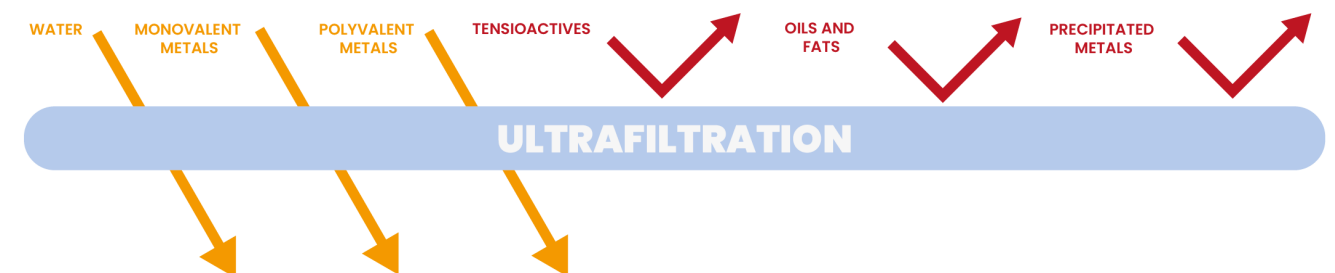 WATER
MONOVALENT
METALS
POLYVALENT
METALS
TENSIOACTIVES
OILS AND
FATS
PRECIPITATED
METALS
ULTRAFILTRATION